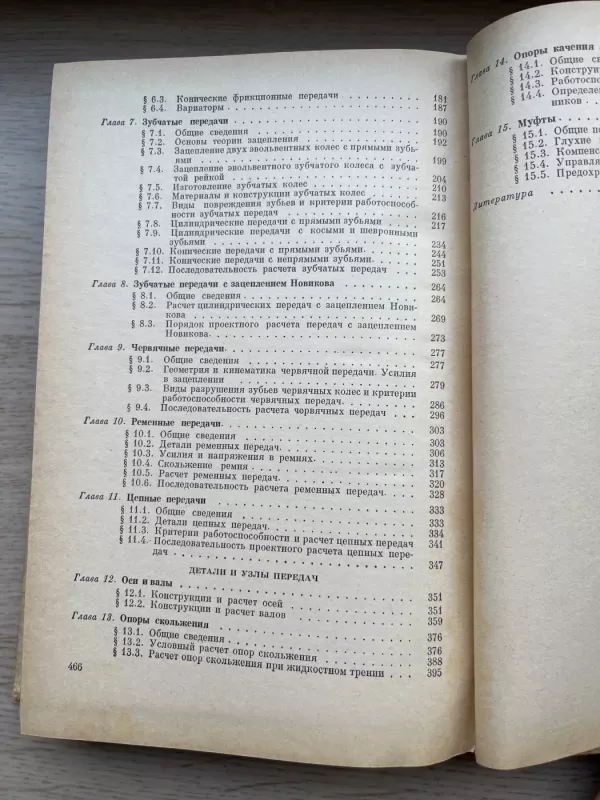 § 6.3. Конические фрикционные передачи . . . . . . . . 181
§ 6.4. Вариаторы . . . . . . . . 187
Глава 7. Зубчатые передачи . . . . . . . . 190
§ 7.1. Общие сведения . . . . . . . . 190
§ 7.2. Основы теории зацепления . . . . . . . . 192
§ 7.3. Зацепление двух эвольвентных колес с прямыми зубь-
ями . . . . . . . . 199
§ 7.4. Зацепление эвольвентного зубчатого колеса с зубча-
той рейкой . . . . . . . . 204
§ 7.5. Изготовление зубчатых колес . . . . . . . . 210
§ 7.6. Материалы и конструкции зубчатых колес . . . . . . . . 213
§ 7.7. Виды повреждения зубьев и критерии работоспособ-
ности зубчатых передач . . . . . . . . 216
§ 7.8. Цилиндрические передачи с прямыми зубьями . . . . . . . . 217
§ 7.9. Цилиндрические передачи с косыми и шевронными
зубьями . . . . . . . . 234
§ 7.10. Конические передачи с прямыми зубьями. . . . . . . . 244
§ 7.11. Конические передачи с непрямыми зубьями. . . . . . . . 251
§ 7.12. Последовательность расчета зубчатых передач . . . . . . . . 253
Глава 8. Зубчатые передачи с зацеплением Новикова . . . . . . . . 264
§ 8.1. Общие сведения . . . . . . . . 264
§ 8.2. Расчет цилиндрических передач с зацеплением Нови-
кова . . . . . . . . 269
§ 8.3. Порядок проектного расчета передач с зацеплением
Новикова. . . . . . . . 273
Глава 9. Червячные передачи. . . . . . . . 277
§ 9.1. Общие сведения . . . . . . . . 277
§ 9.2. Геометрия и кинематика червячной передачи. Усилия
в зацеплении . . . . . . . . 279
§ 9.3. Виды разрушения зубьев червячных колес и критерии
работоспособности червячных передач. . . . . . . . 286
§ 9.4. Последовательность расчета червячных передач . . . . . . . . 296
Глава 10. Ременные передачи. . . . . . . . 303
§ 10.1. Общие сведения . . . . . . . . 303
§ 10.2. Детали ременных передач. . . . . . . . 306
§ 10.3. Усилия и напряжения в ремнях. . . . . . . . 308
§ 10.4. Скольжение ремня . . . . . . . . 313
§ 10.5. Расчет ременных передач. . . . . . . . 317
§ 10.6. Последовательность расчета ременных передач. . . . . . . . 320
328
Глава 11. Цепные передачи . . . . . . . . 333
§ 11.1. Общие сведения . . . . . . . . 333
§ 11.2. Детали цепных передач. . . . . . . . 334
§ 11.3. Критерии работоспособности и расчет цепных передач 341
§ 11.4. Последовательность проектного расчета цепных пере-
дач . . . . . . . . 347
ДЕТАЛИ И УЗЛЫ ПЕРЕДАЧ
Глава 12. Оси и валы . . . . . . . . 351
§ 12.1. Конструкции и расчет осей . . . . . . . . 351
§ 12.2. Конструкции и расчет валов . . . . . . . . 359
Глава 13. Опоры скольжения . . . . . . . . 376
§ 13.1. Общие сведения . . . . . . . . 376
§ 13.2. Условный расчет опор скольжения . . . . . . . . 388
§ 13.3. Расчет опор скольжения при жидкостном трении . . . 395
466
Глава 14. Опоры качения
§ 14.1. Общие све
§ 14.2. Конструк
§ 14.3. Работосп
§ 14.4. Определе
ников . . .
Глава 15. Муфты . . .
§ 15.1. Общие
§ 15.2. Глухие
§ 15.3. Компенс
§ 15.4. Управля
§ 15.5. Предохр
Литература . . .